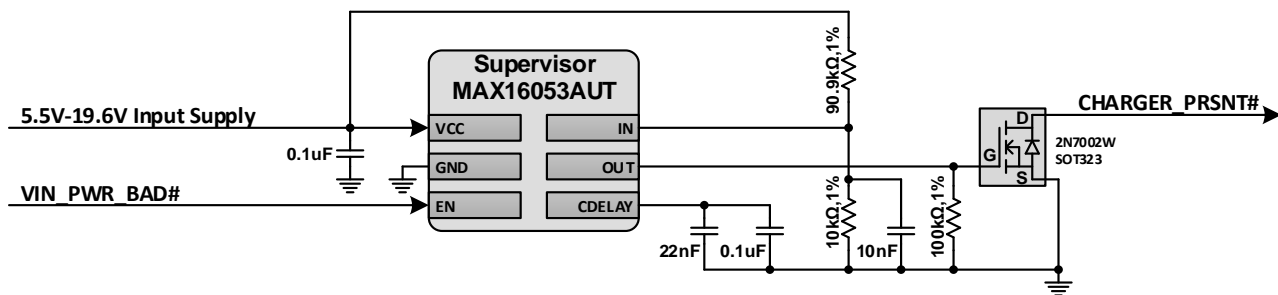 Supervisor
MAX16053AUT
90.9kΩ,1%
CHARGER_PRSNT#
5.5V-19.6V Input Supply
VCC
IN
D
2N7002W
SOT323
0.1uF
GND
OUT
G
S
VIN_PWR_BAD#
EN
CDELAY
22nF
0.1uF
10kΩ,1%
10nF
100kΩ,1%